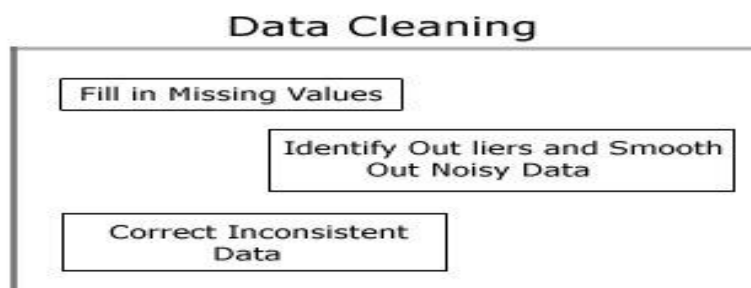 Data Cleaning
Fill in Missing Values
Identify Out liers and Smooth
Out Noisy Data
Correct Inconsistent
Data